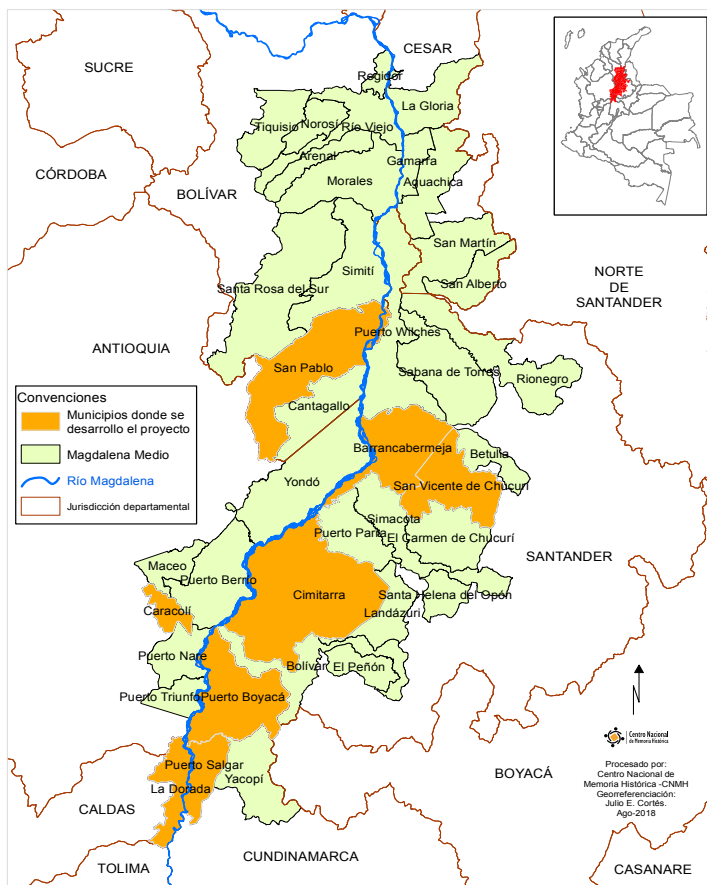 CESAR
SUCRE
Regidor
La Gloria
Norosí
Tiquisio
Río Viejo
Arenal
Gamarra
CÓRDOBA
Morales
Aguachica
BOLÍVAR
San Martín
Simití
NORTE
DE
SANTANDER
San Alberto
Santa Rosa del Sur
Puerto Wilches
ANTIOQUIA
San Pablo
Sabana de Torres
Rionegro
Convenciones
Municipios donde se
desarrollo el proyecto
Magdalena Medio
Río Magdalena
Jurisdicción departamental
Cantagallo
Barrancabermeja
Betulia
Yondó
San Vicente de Chucurí
Simacota
Puerto Parra
El Carmen de Chucurí
SANTANDER
Maceo
Puerto Berrio
Cimitarra
Santa Helena del Opón
Caracolí
Landázuri
Puerto Nare
Bolívar
El Peñón
Puerto Triunfo
Puerto Boyacá
N
Centro Nacional
de Memoria Histórica
Puerto Salgar
Yacopí
La Dorada
BOYACÁ
Procesado por:
Centro Nacional de
Memoria Histórica -CNMH
Georreferenciación:
Julio E. Cortés.
Ago-2018
CALDAS
TOLIMA
CUNDINAMARCA
CASANARE